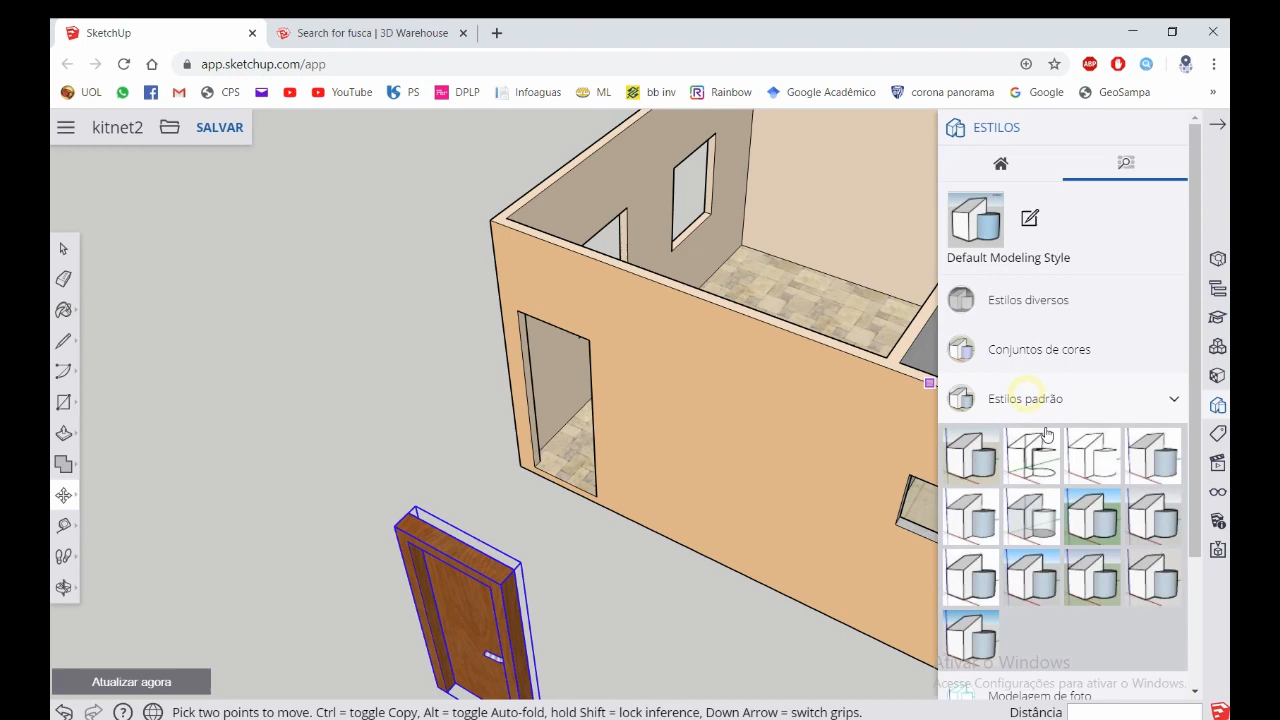 SketchUp
Search for fusca | 3D Warehouse
app.sketchup.com/app
ABP
UOL
CPS
YouTube
PS
DPLP
Infoaguas
ML
bb inv
Rainbow
Google Acadêmico
corona panorama
Google
GeoSampa
»
kitnet2
SALVAR
ESTILOS
Default Modeling Style
Estilos diversos
Conjuntos de cores
Estilos padrão
Ativar o Windows
Acesse Configurações para ativar o Windows.
Modelagem de foto
Atualizar agora
Pick two points to move. Ctrl = toggle Copy, Alt = toggle Auto-fold, hold Shift = lock inference, Down Arrow = switch grips.
Distância